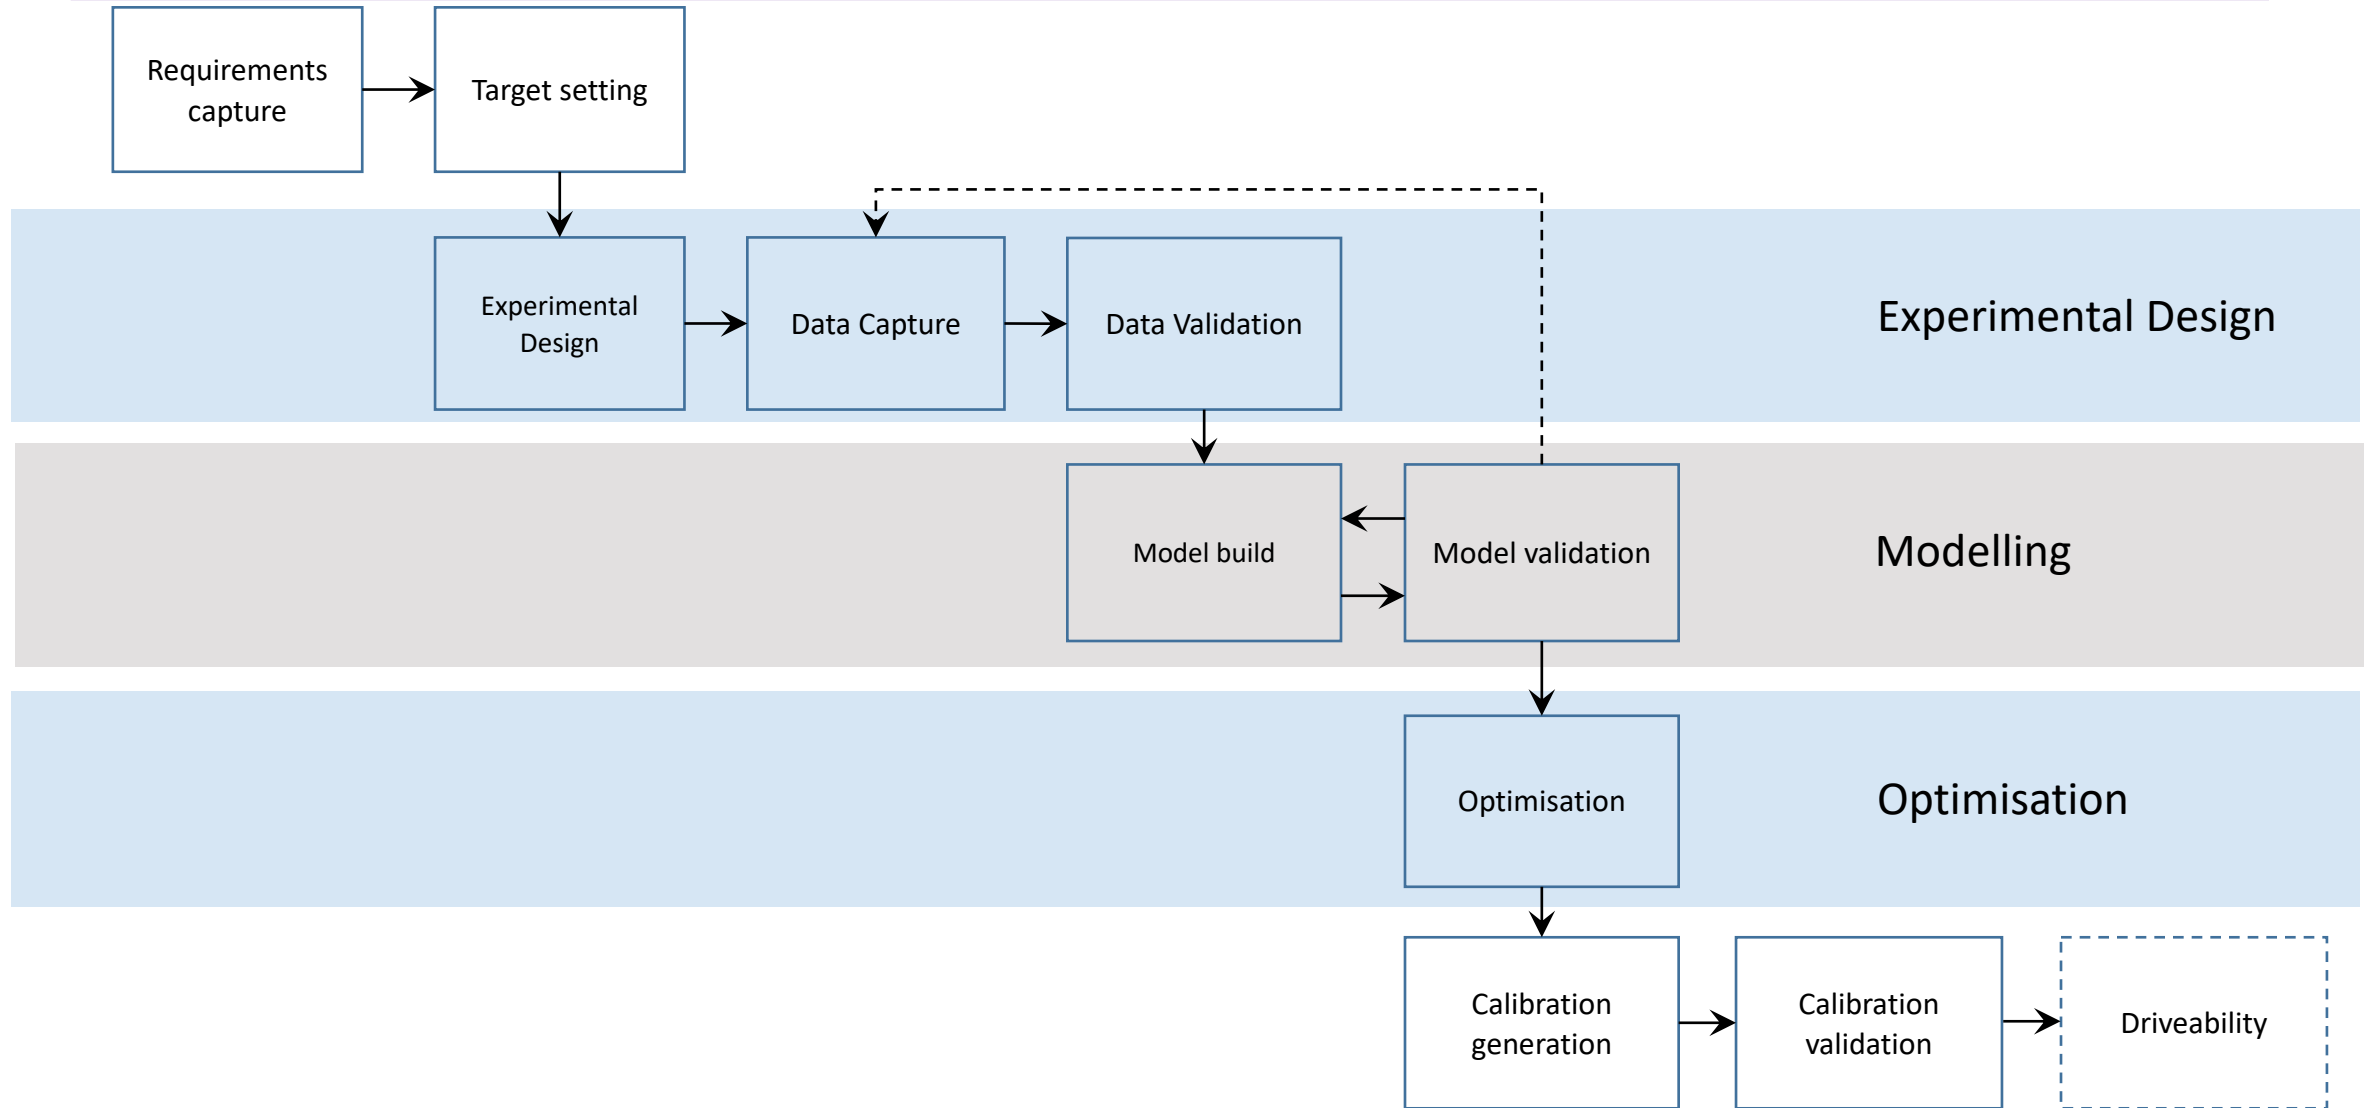 Requirements
capture
Target setting
Experimental
Design
Data Capture
Data Validation
Experimental Design
Model build
Model validation
Modelling
Optimisation
Optimisation
Calibration
generation
Calibration
validation
Driveability